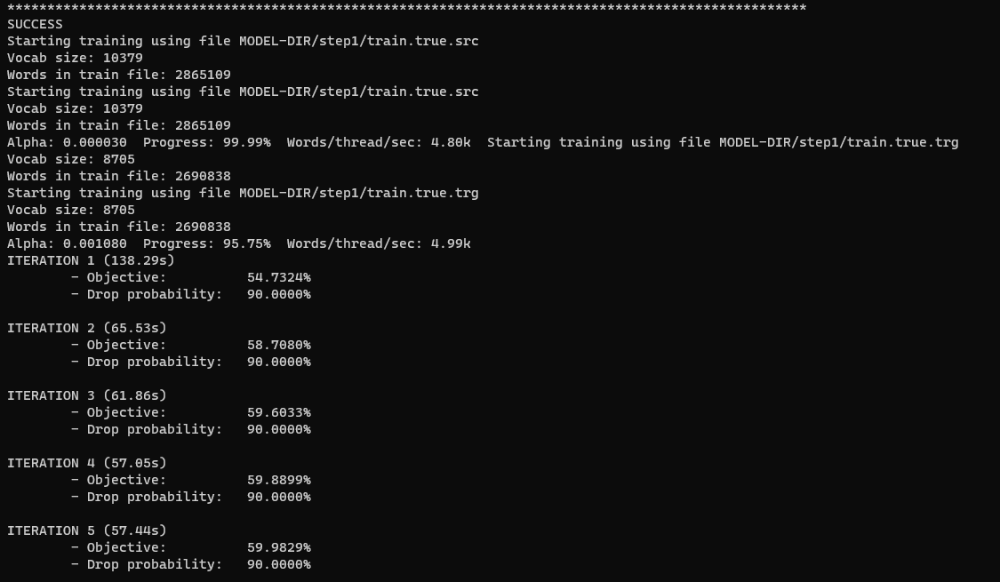 ****************************************************************************************************
SUCCESS
Starting training using file MODEL-DIR/step1/train.true.src
Vocab size: 10379
Words in train file: 2865109
Starting training using file MODEL-DIR/step1/train.true.src
Vocab size: 10379
Words in train file: 2865109
Alpha: 0.000030  Progress: 99.99%  Words/thread/sec: 4.80k  Starting training using file MODEL-DIR/step1/train.true.trg
Vocab size: 8705
Words in train file: 2690838
Starting training using file MODEL-DIR/step1/train.true.trg
Vocab size: 8705
Words in train file: 2690838
Alpha: 0.001080  Progress: 95.75%  Words/thread/sec: 4.99k
ITERATION 1 (138.29s)
        - Objective:          54.7324%
        - Drop probability:   90.0000%
ITERATION 2 (65.53s)
        - Objective:          58.7080%
        - Drop probability:   90.0000%
ITERATION 3 (61.86s)
        - Objective:          59.6033%
        - Drop probability:   90.0000%
ITERATION 4 (57.05s)
        - Objective:          59.8899%
        - Drop probability:   90.0000%
ITERATION 5 (57.44s)
        - Objective:          59.9829%
        - Drop probability:   90.0000%